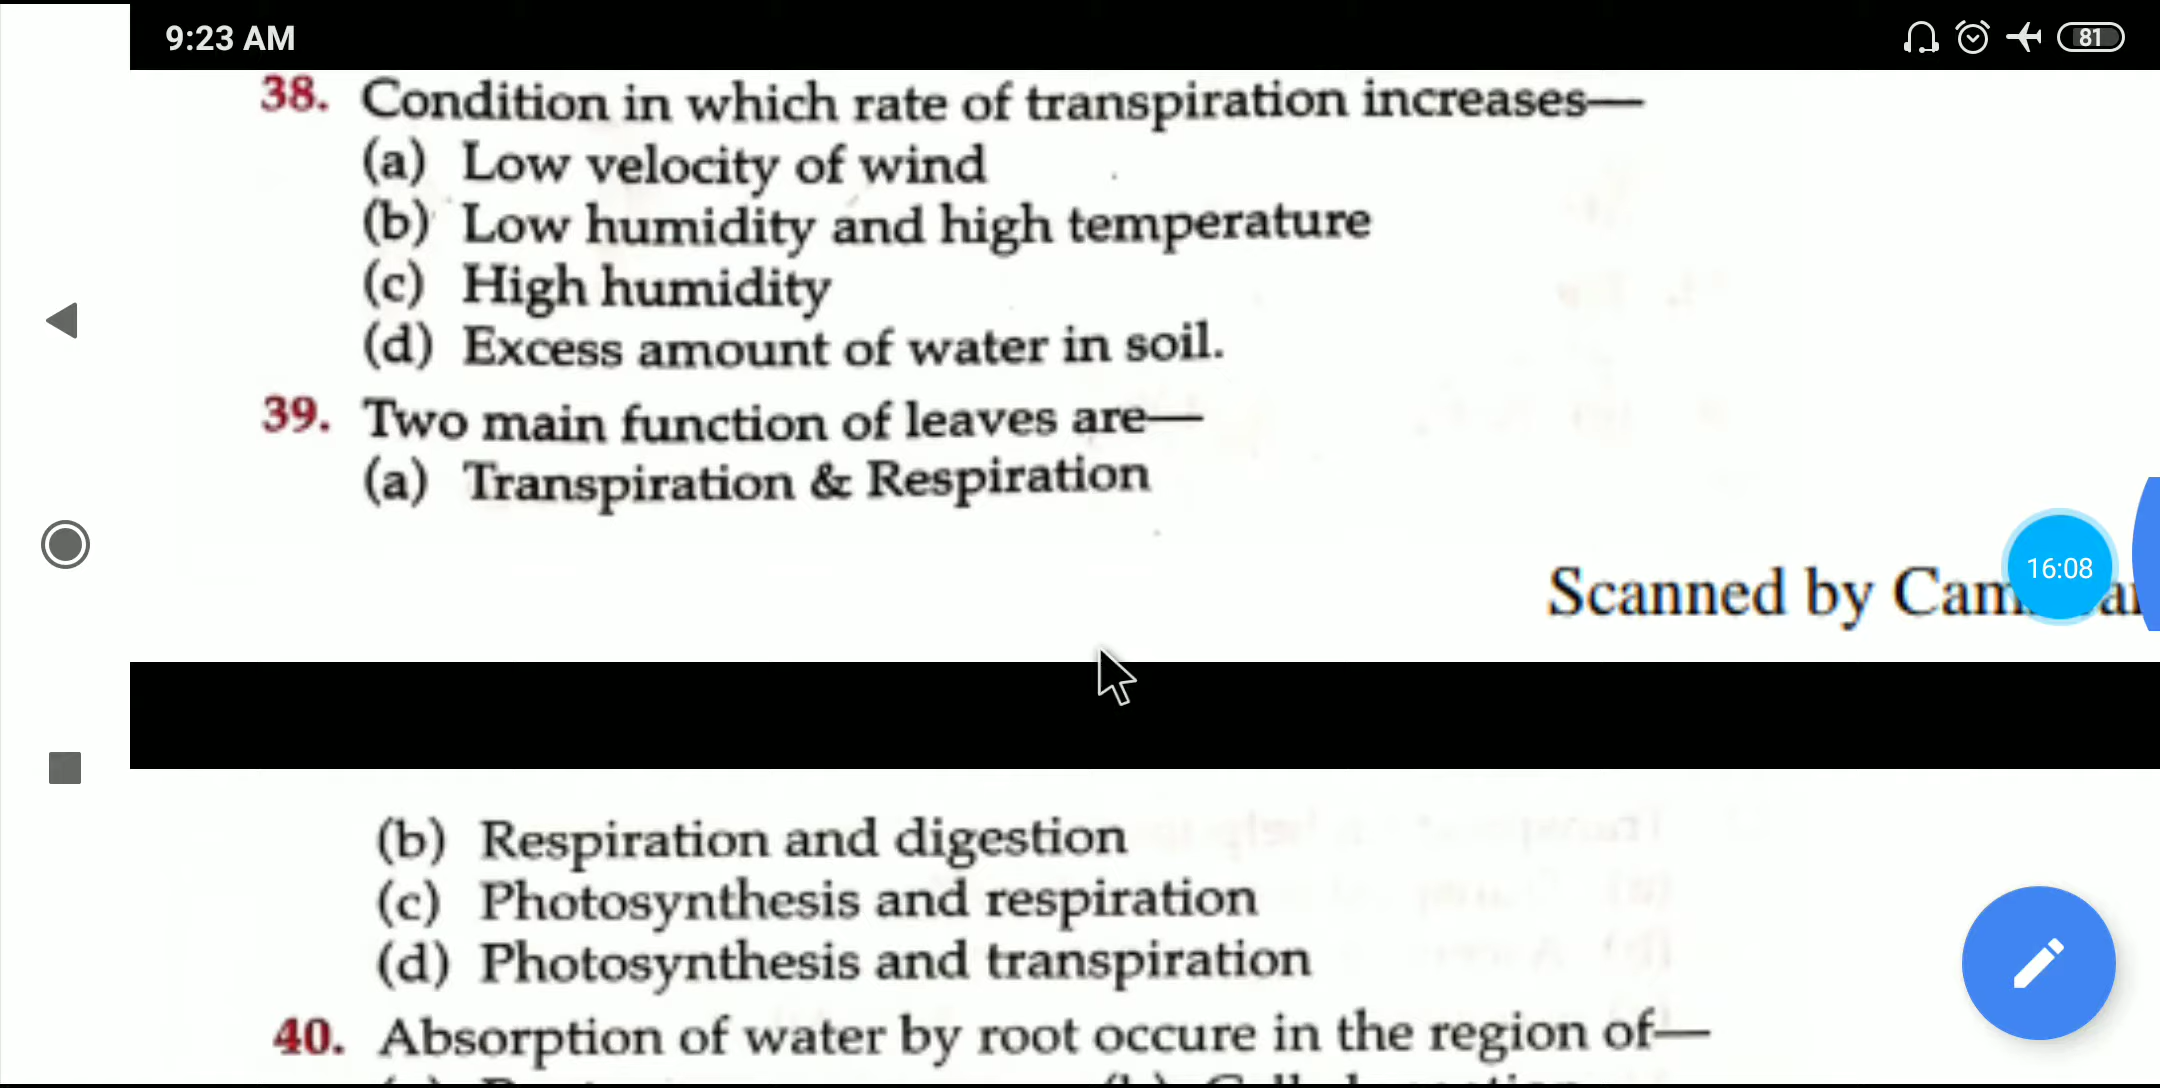 9:23 AM
81
38. Condition in which rate of transpiration increases—
(a) Low velocity of wind
(b) Low humidity and high temperature
(c) High humidity
(d) Excess amount of water in soil.
39. Two main function of leaves are—
(a) Transpiration & Respiration
16:08
Scanned by
(b) Respiration and digestion
(c) Photosynthesis and respiration
(d) Photosynthesis and transpiration
40. Absorption of water by root occure in the region of—